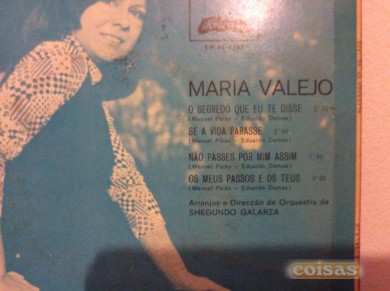 MARIA VALEJO
O SEGREDO QUE EU TE DISSE
(Manuel Paião - Eduardo Damas)
SE A VIDA PARASSE
(Manuel Paião - Eduardo Damas)
NÃO PASSES POR MIM ASSIM
(Manuel Paião - Eduardo Damas)
OS MEUS PASSOS E OS TEUS
(Manuel Paião - Eduardo Damas)
Arranjos e Direcção de Orquestra de
SHEGUNDO GALARZA
coisas